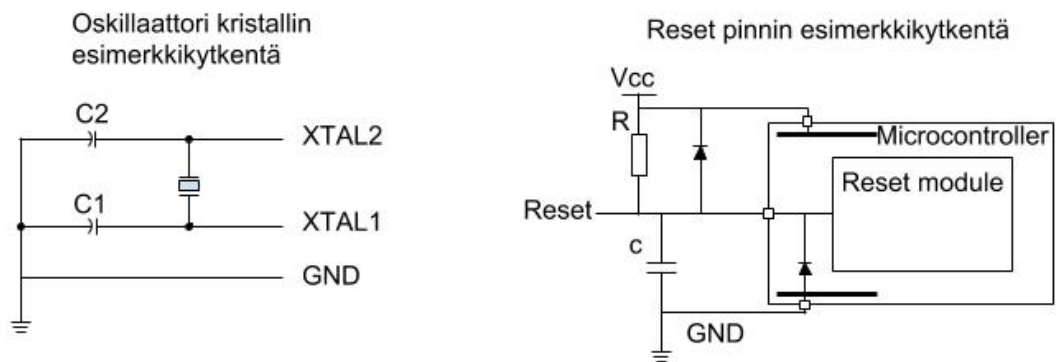 Oskillaattori kristallin
esimerkkikytkentä
C2
XTAL2
C1
XTAL1
GND
Reset pinnin esimerkkikytkentä
Vcc
R
Microcontroller
Reset module
Reset
c
GND